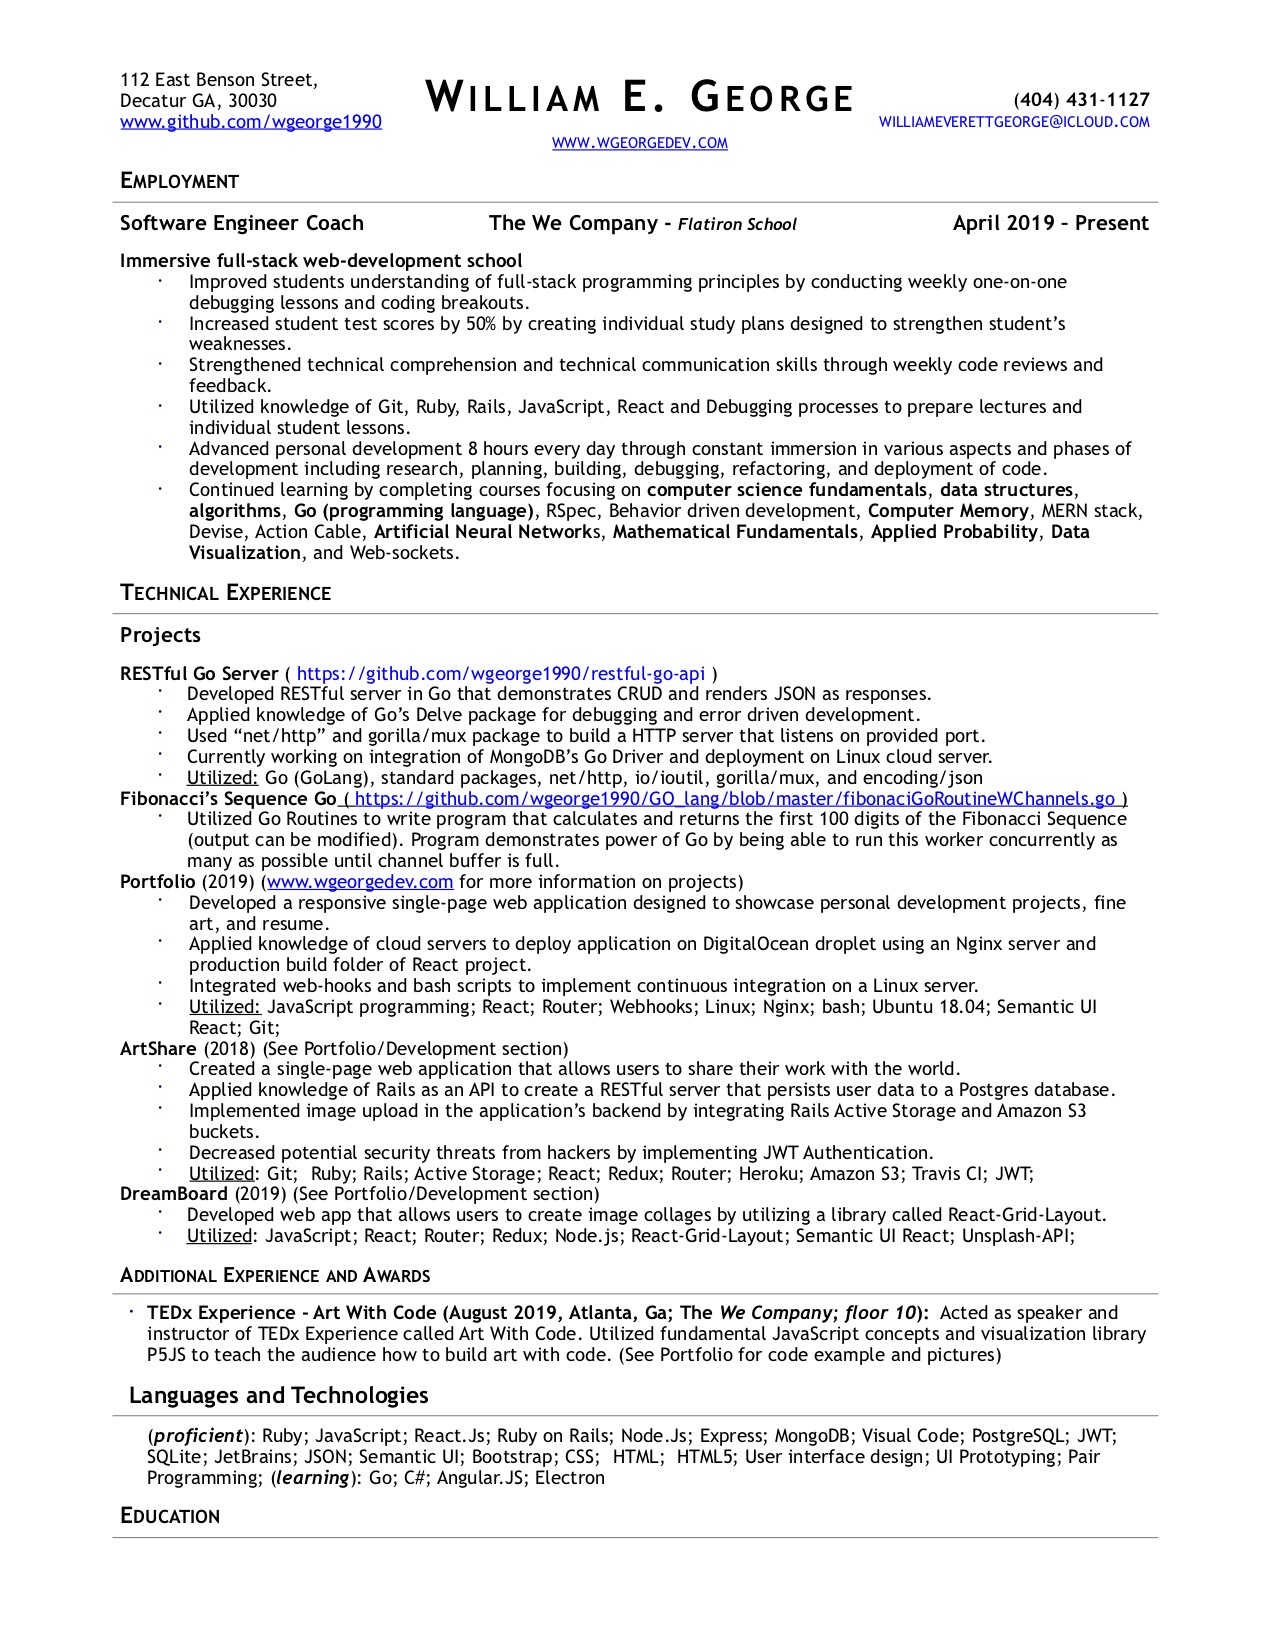 112 East Benson Street,
Decatur GA, 30030
www.github.com/wgeorge1990
WILLIAM E. GEORGE
WWW.WGEORGEDEV.COM
(404) 431-1127
WILLIAMEVERETTGEORGE@ICLOUD.COM
EMPLOYMENT
Software Engineer Coach The We Company - Flatiron School April 2019 – Present
Immersive full-stack web-development school
· Improved students understanding of full-stack programming principles by conducting weekly one-on-one
debugging lessons and coding breakouts.
· Increased student test scores by 50% by creating individual study plans designed to strengthen student’s
weaknesses.
· Strengthened technical comprehension and technical communication skills through weekly code reviews and
feedback.
· Utilized knowledge of Git, Ruby, Rails, JavaScript, React and Debugging processes to prepare lectures and
individual student lessons.
· Advanced personal development 8 hours every day through constant immersion in various aspects and phases of
development including research, planning, building, debugging, refactoring, and deployment of code.
· Continued learning by completing courses focusing on computer science fundamentals, data structures,
algorithms, Go (programming language), RSpec, Behavior driven development, Computer Memory, MERN stack,
Devise, Action Cable, Artificial Neural Networks, Mathematical Fundamentals, Applied Probability, Data
Visualization, and Web-sockets.
TECHNICAL EXPERIENCE
Projects
RESTful Go Server ( https://github.com/wgeorge1990/restful-go-api )
· Developed RESTful server in Go that demonstrates CRUD and renders JSON as responses.
· Applied knowledge of Go’s Delve package for debugging and error driven development.
· Used “net/http” and gorilla/mux package to build a HTTP server that listens on provided port.
· Currently working on integration of MongoDB’s Go Driver and deployment on Linux cloud server.
· Utilized: Go (GoLang), standard packages, net/http, io/ioutil, gorilla/mux, and encoding/json
Fibonacci’s Sequence Go ( https://github.com/wgeorge1990/GO_lang/blob/master/fibonaciGoRoutineWChannels.go )
· Utilized Go Routines to write program that calculates and returns the first 100 digits of the Fibonacci Sequence
(output can be modified). Program demonstrates power of Go by being able to run this worker concurrently as
many as possible until channel buffer is full.
Portfolio (2019) (www.wgeorgedev.com for more information on projects)
· Developed a responsive single-page web application designed to showcase personal development projects, fine
art, and resume.
· Applied knowledge of cloud servers to deploy application on DigitalOcean droplet using an Nginx server and
production build folder of React project.
· Integrated web-hooks and bash scripts to implement continuous integration on a Linux server.
· Utilized: JavaScript programming; React; Router; Webhooks; Linux; Nginx; bash; Ubuntu 18.04; Semantic UI
React; Git;
ArtShare (2018) (See Portfolio/Development section)
· Created a single-page web application that allows users to share their work with the world.
· Applied knowledge of Rails as an API to create a RESTful server that persists user data to a Postgres database.
· Implemented image upload in the application’s backend by integrating Rails Active Storage and Amazon S3
buckets.
· Decreased potential security threats from hackers by implementing JWT Authentication.
· Utilized: Git; Ruby; Rails; Active Storage; React; Redux; Router; Heroku; Amazon S3; Travis CI; JWT;
DreamBoard (2019) (See Portfolio/Development section)
· Developed web app that allows users to create image collages by utilizing a library called React-Grid-Layout.
· Utilized: JavaScript; React; Router; Redux; Node.js; React-Grid-Layout; Semantic UI React; Unsplash-API;
ADDITIONAL EXPERIENCE AND AWARDS
· TEDx Experience - Art With Code (August 2019, Atlanta, Ga; The We Company; floor 10): Acted as speaker and
instructor of TEDx Experience called Art With Code. Utilized fundamental JavaScript concepts and visualization library
P5JS to teach the audience how to build art with code. (See Portfolio for code example and pictures)
Languages and Technologies
(proficient): Ruby; JavaScript; React.Js; Ruby on Rails; Node.Js; Express; MongoDB; Visual Code; PostgreSQL; JWT;
SQLite; JetBrains; JSON; Semantic UI; Bootstrap; CSS; HTML; HTML5; User interface design; UI Prototyping; Pair
Programming; (learning): Go; C#; Angular.JS; Electron
EDUCATION